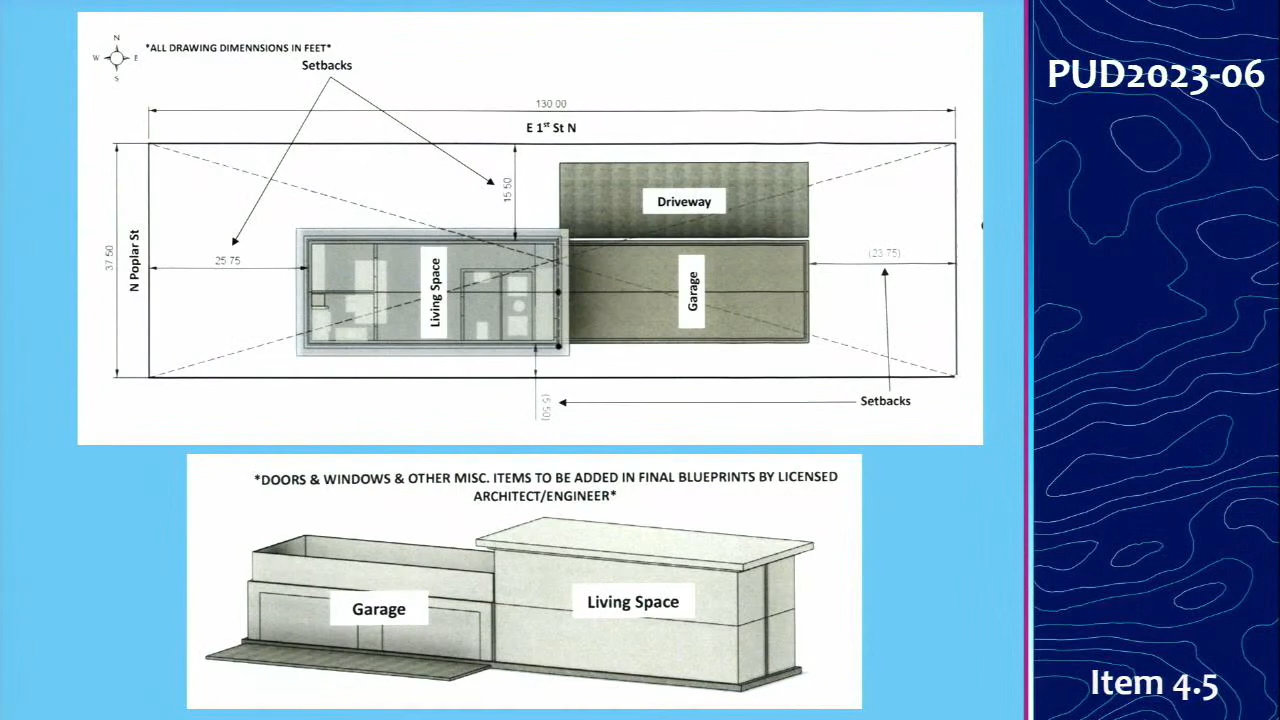 N
W E
S
*ALL DRAWING DIMENNSIONS IN FEET*
Setbacks
130.00
E 1st St N
37.50
N Poplar St
25.75
15.50
Driveway
Living Space
Garage
(23.75)
(5.50)
Setbacks
*DOORS & WINDOWS & OTHER MISC. ITEMS TO BE ADDED IN FINAL BLUEPRINTS BY LICENSED
ARCHITECT/ENGINEER*
Garage
Living Space
PUD2023-06
Item 4.5